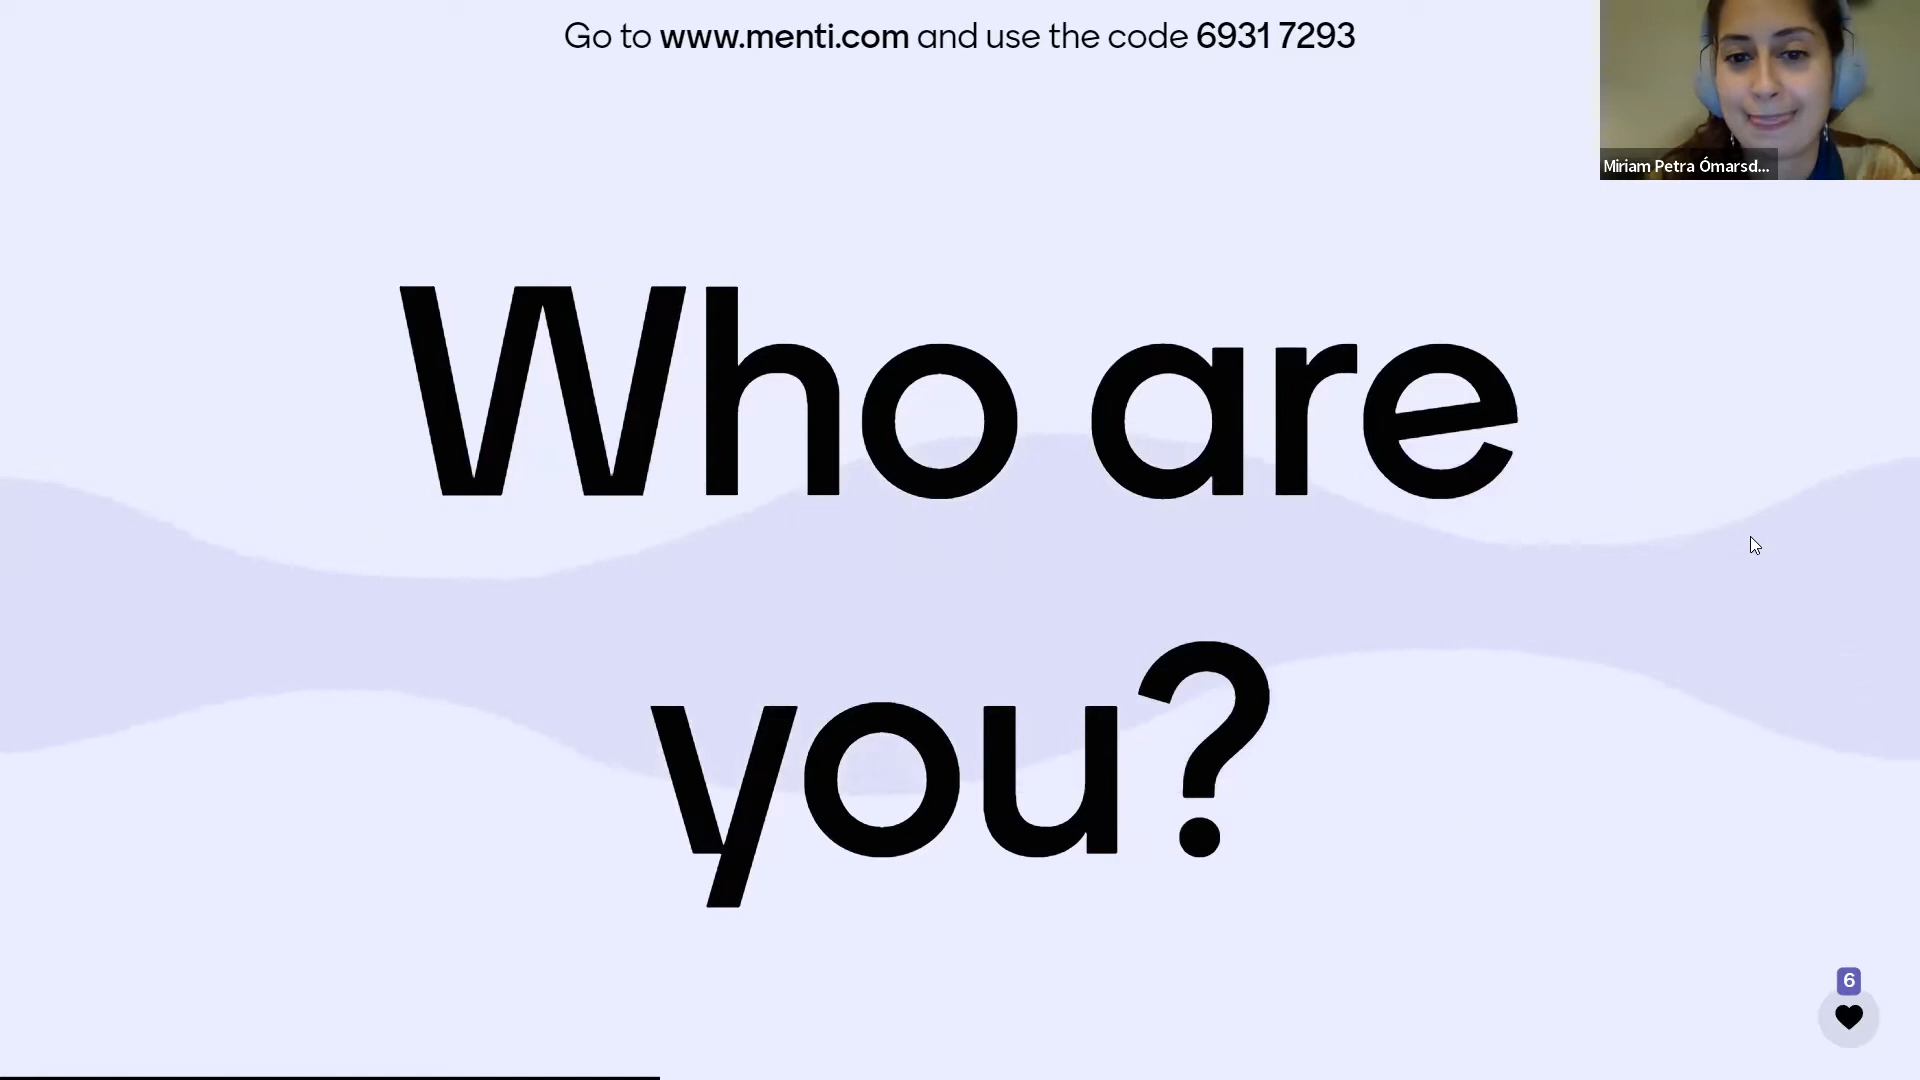 Go to www.menti.com and use the code 6931 7293
Miriam Petra Ómarsd...
Who are
you?
6